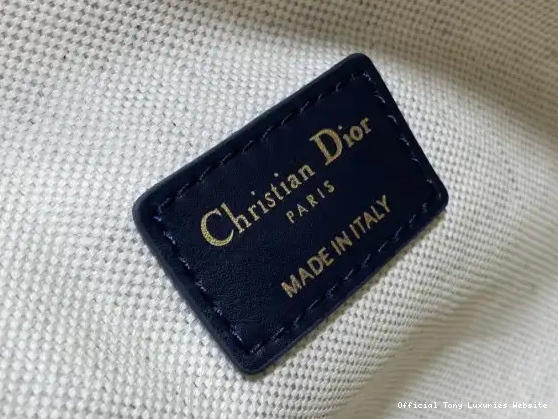 Christian Dior
PARIS
MADE IN ITALY
Official Tony Luxuries Website